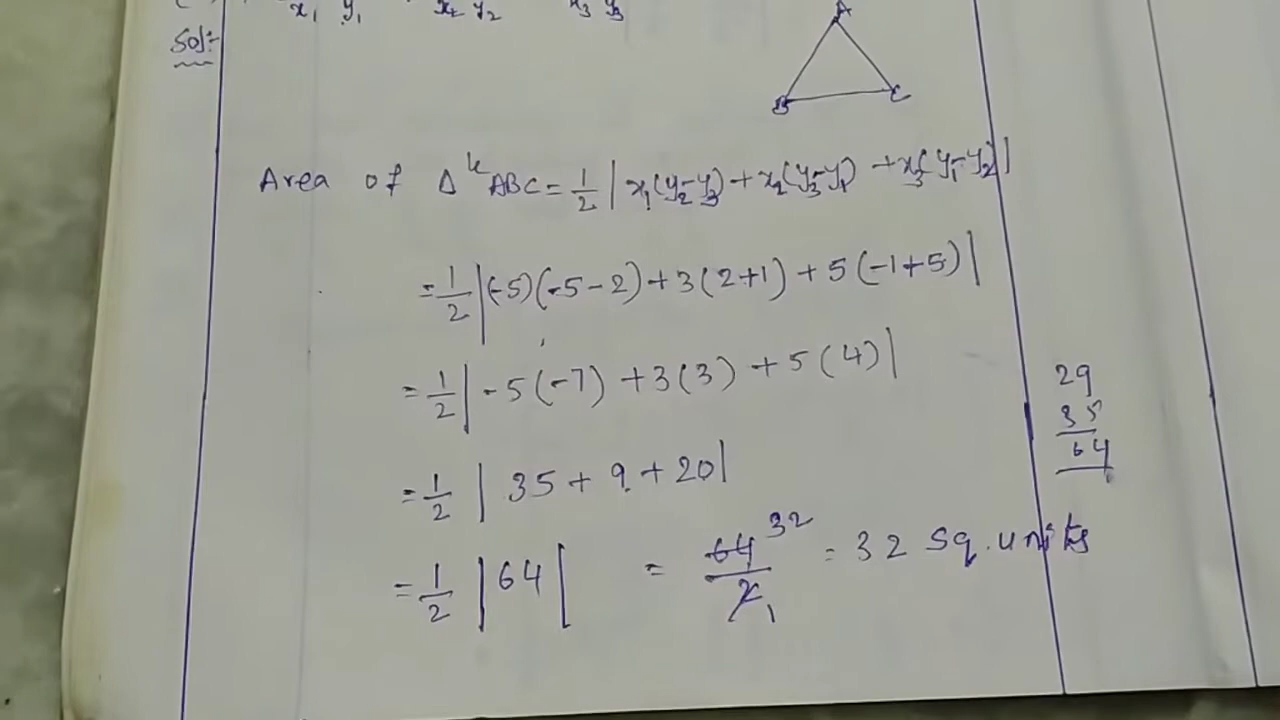 x₁ y₁ x₂ y₂ x₃ y₃
Sol:-
A
B C
Area of Δˡᵉ ABC = 1/2 | x₁(y₂-y₃) + x₂(y₃-y₁) + x₃(y₁-y₂) |
= 1/2 | (-5)(-5-2) + 3(2+1) + 5(-1+5) |
= 1/2 | -5(-7) + 3(3) + 5(4) |
29
35
64
= 1/2 | 35 + 9 + 20 |
= 1/2 | 64 | = 64 32 / 2 1 = 32 Sq. units